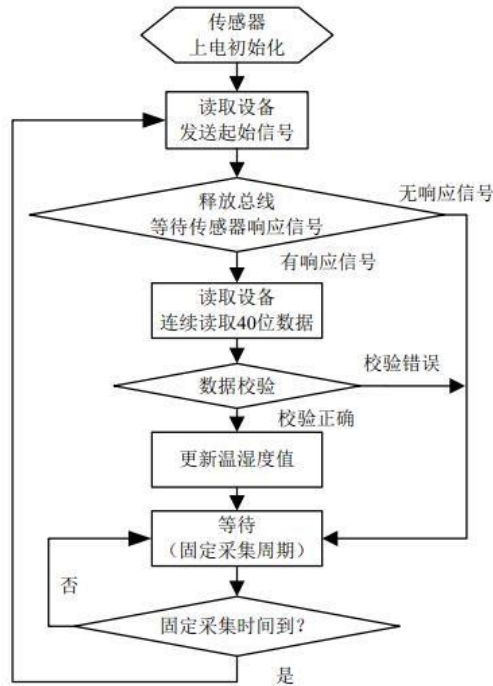 传感器
上电初始化
读取设备
发送起始信号
释放总线
等待传感器响应信号
无响应信号
有响应信号
读取设备
连续读取40位数据
数据校验
校验错误
校验正确
更新温湿度值
等待
（固定采集周期）
否
固定采集时间到？
是